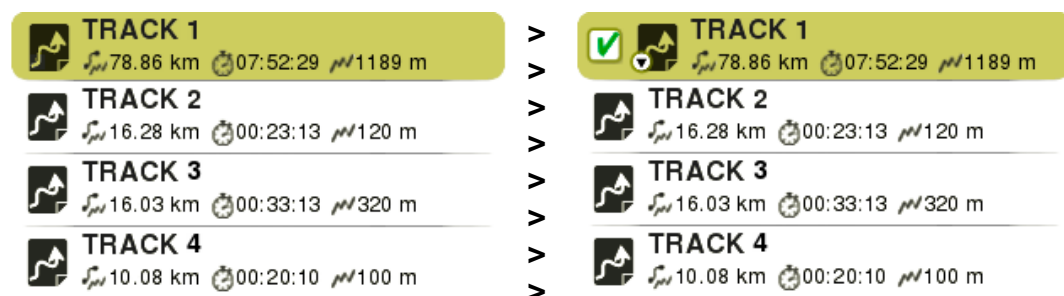 TRACK 1
78.86 km 07:52:29 1189 m
TRACK 2
16.28 km 00:23:13 120 m
TRACK 3
16.03 km 00:33:13 320 m
TRACK 4
10.08 km 00:20:10 100 m
>
>
>
>
>
>
>
>
TRACK 1
78.86 km 07:52:29 1189 m
TRACK 2
16.28 km 00:23:13 120 m
TRACK 3
16.03 km 00:33:13 320 m
TRACK 4
10.08 km 00:20:10 100 m